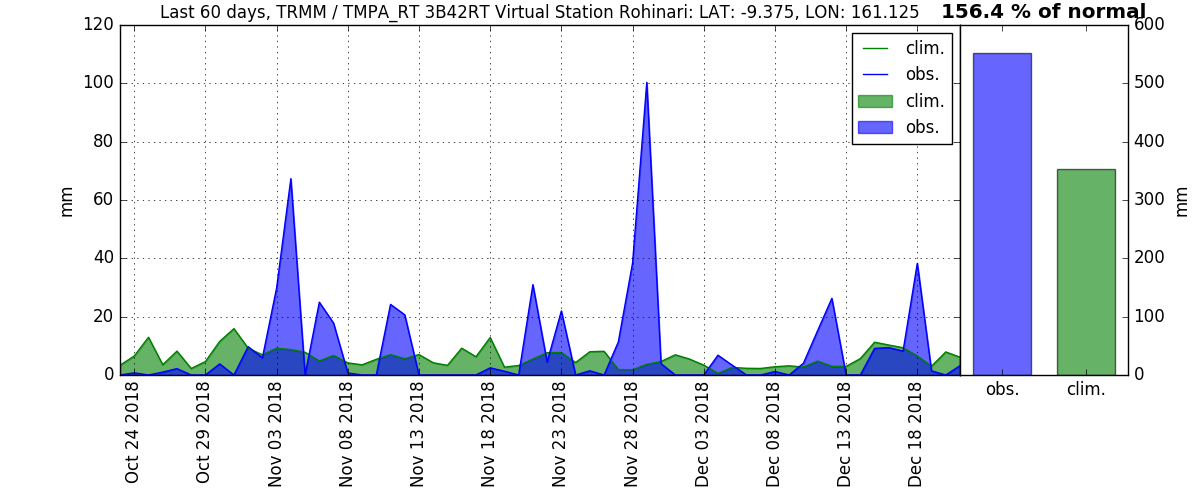 Last 60 days, TRMM / TMPA_RT 3B42RT Virtual Station Rohinari: LAT: -9.375, LON: 161.125
156.4 % of normal
120
100
80
60
40
20
0
mm
clim.
obs.
clim.
obs.
600
500
400
300
200
100
0
mm
Oct 24 2018
Oct 29 2018
Nov 03 2018
Nov 08 2018
Nov 13 2018
Nov 18 2018
Nov 23 2018
Nov 28 2018
Dec 03 2018
Dec 08 2018
Dec 13 2018
Dec 18 2018
obs.
clim.